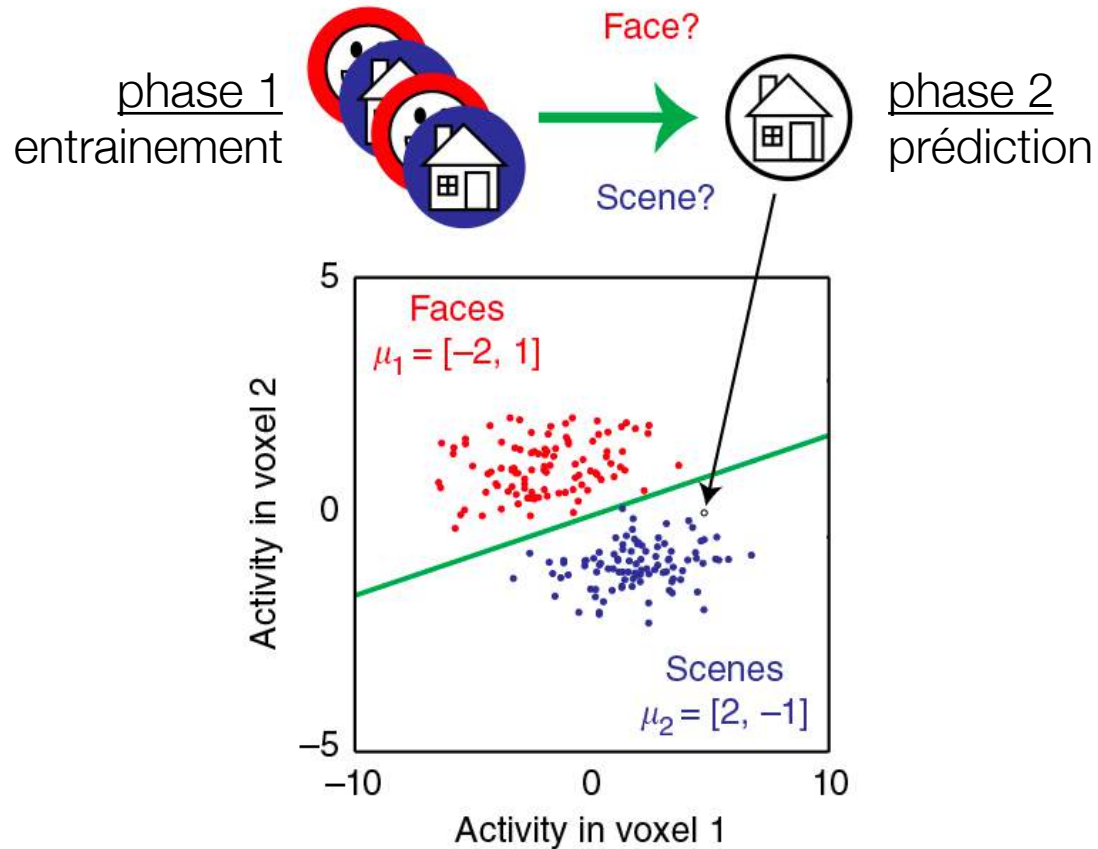 phase 1
entrainement
Face?
Scene?
phase 2
prédiction
5
Faces
μ1 = [–2, 1]
Activity in voxel 2
0
Scenes
μ2 = [2, –1]
–5
–10
0
10
Activity in voxel 1